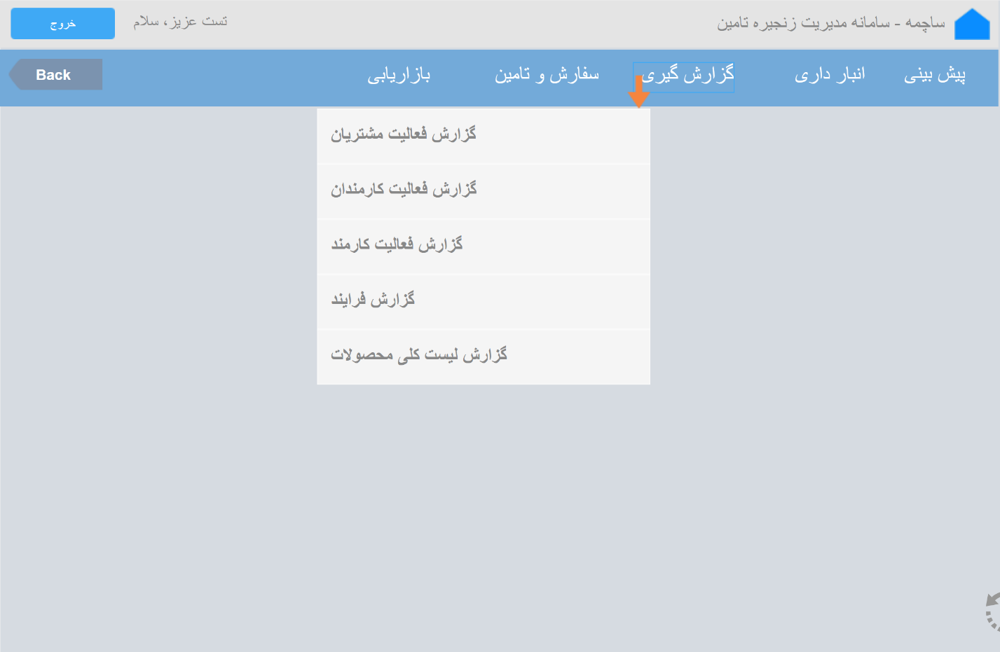 ساچمه - سامانه مدیریت زنجیره تامین
تست عزیز، سلام
خروج
پیش بینی
انبار داری
گزارش گیری
سفارش و تامین
بازاریابی
Back
گزارش فعالیت مشتریان
گزارش فعالیت کارمندان
گزارش فعالیت کارمند
گزارش فرایند
گزارش لیست کلی محصولات